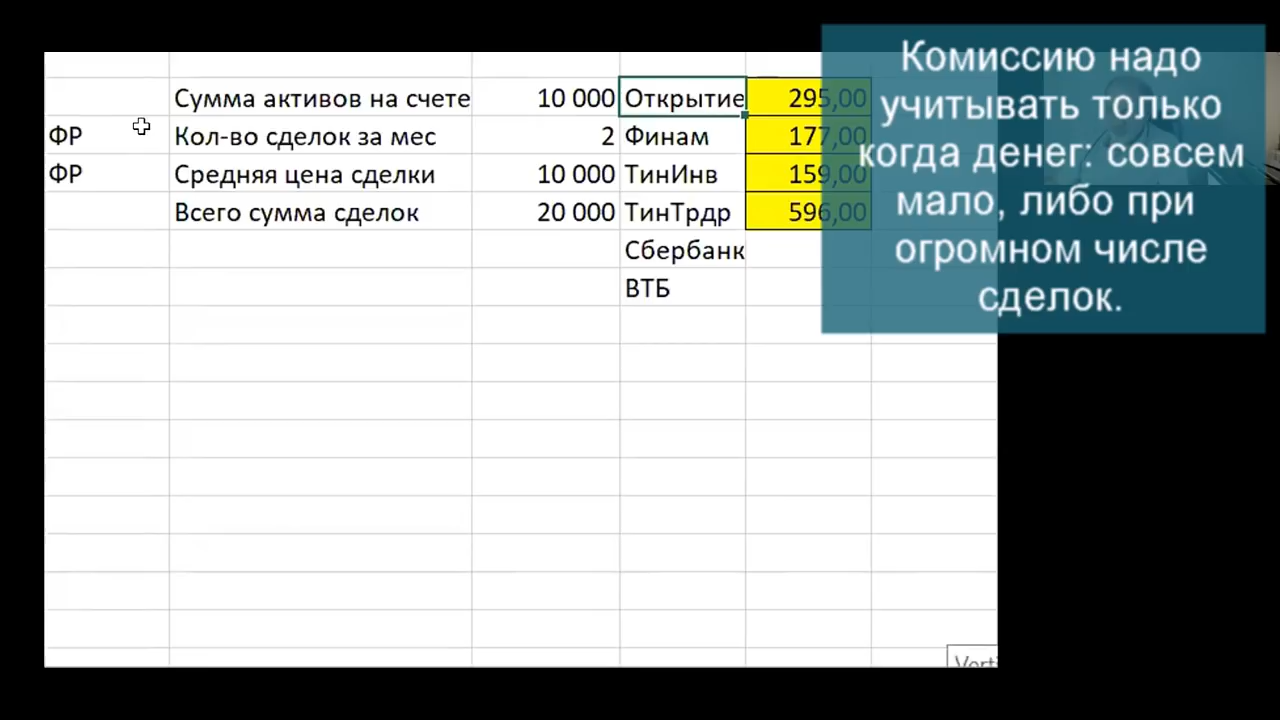 Сумма активов на счете 10 000 Открытие 295,00
ФР Кол-во сделок за мес 2 Финам 177,00
ФР Средняя цена сделки 10 000 ТинИнв 159,00
Всего сумма сделок 20 000 ТинТрдр 596,00
Сбербанк
ВТБ
Комиссию надо
учитывать только
когда денег: совсем
мало, либо при
огромном числе
сделок.